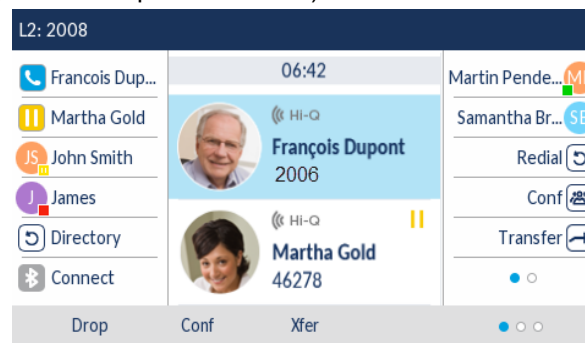 L2: 2008
Francois Dup...
Martha Gold
JS John Smith
J James
Directory
Connect
06:42
Hi-Q
François Dupont
2006
Hi-Q
Martha Gold
46278
Martin Pende...
Samantha Br... SB
Redial
Conf
Transfer
Drop Conf Xfer